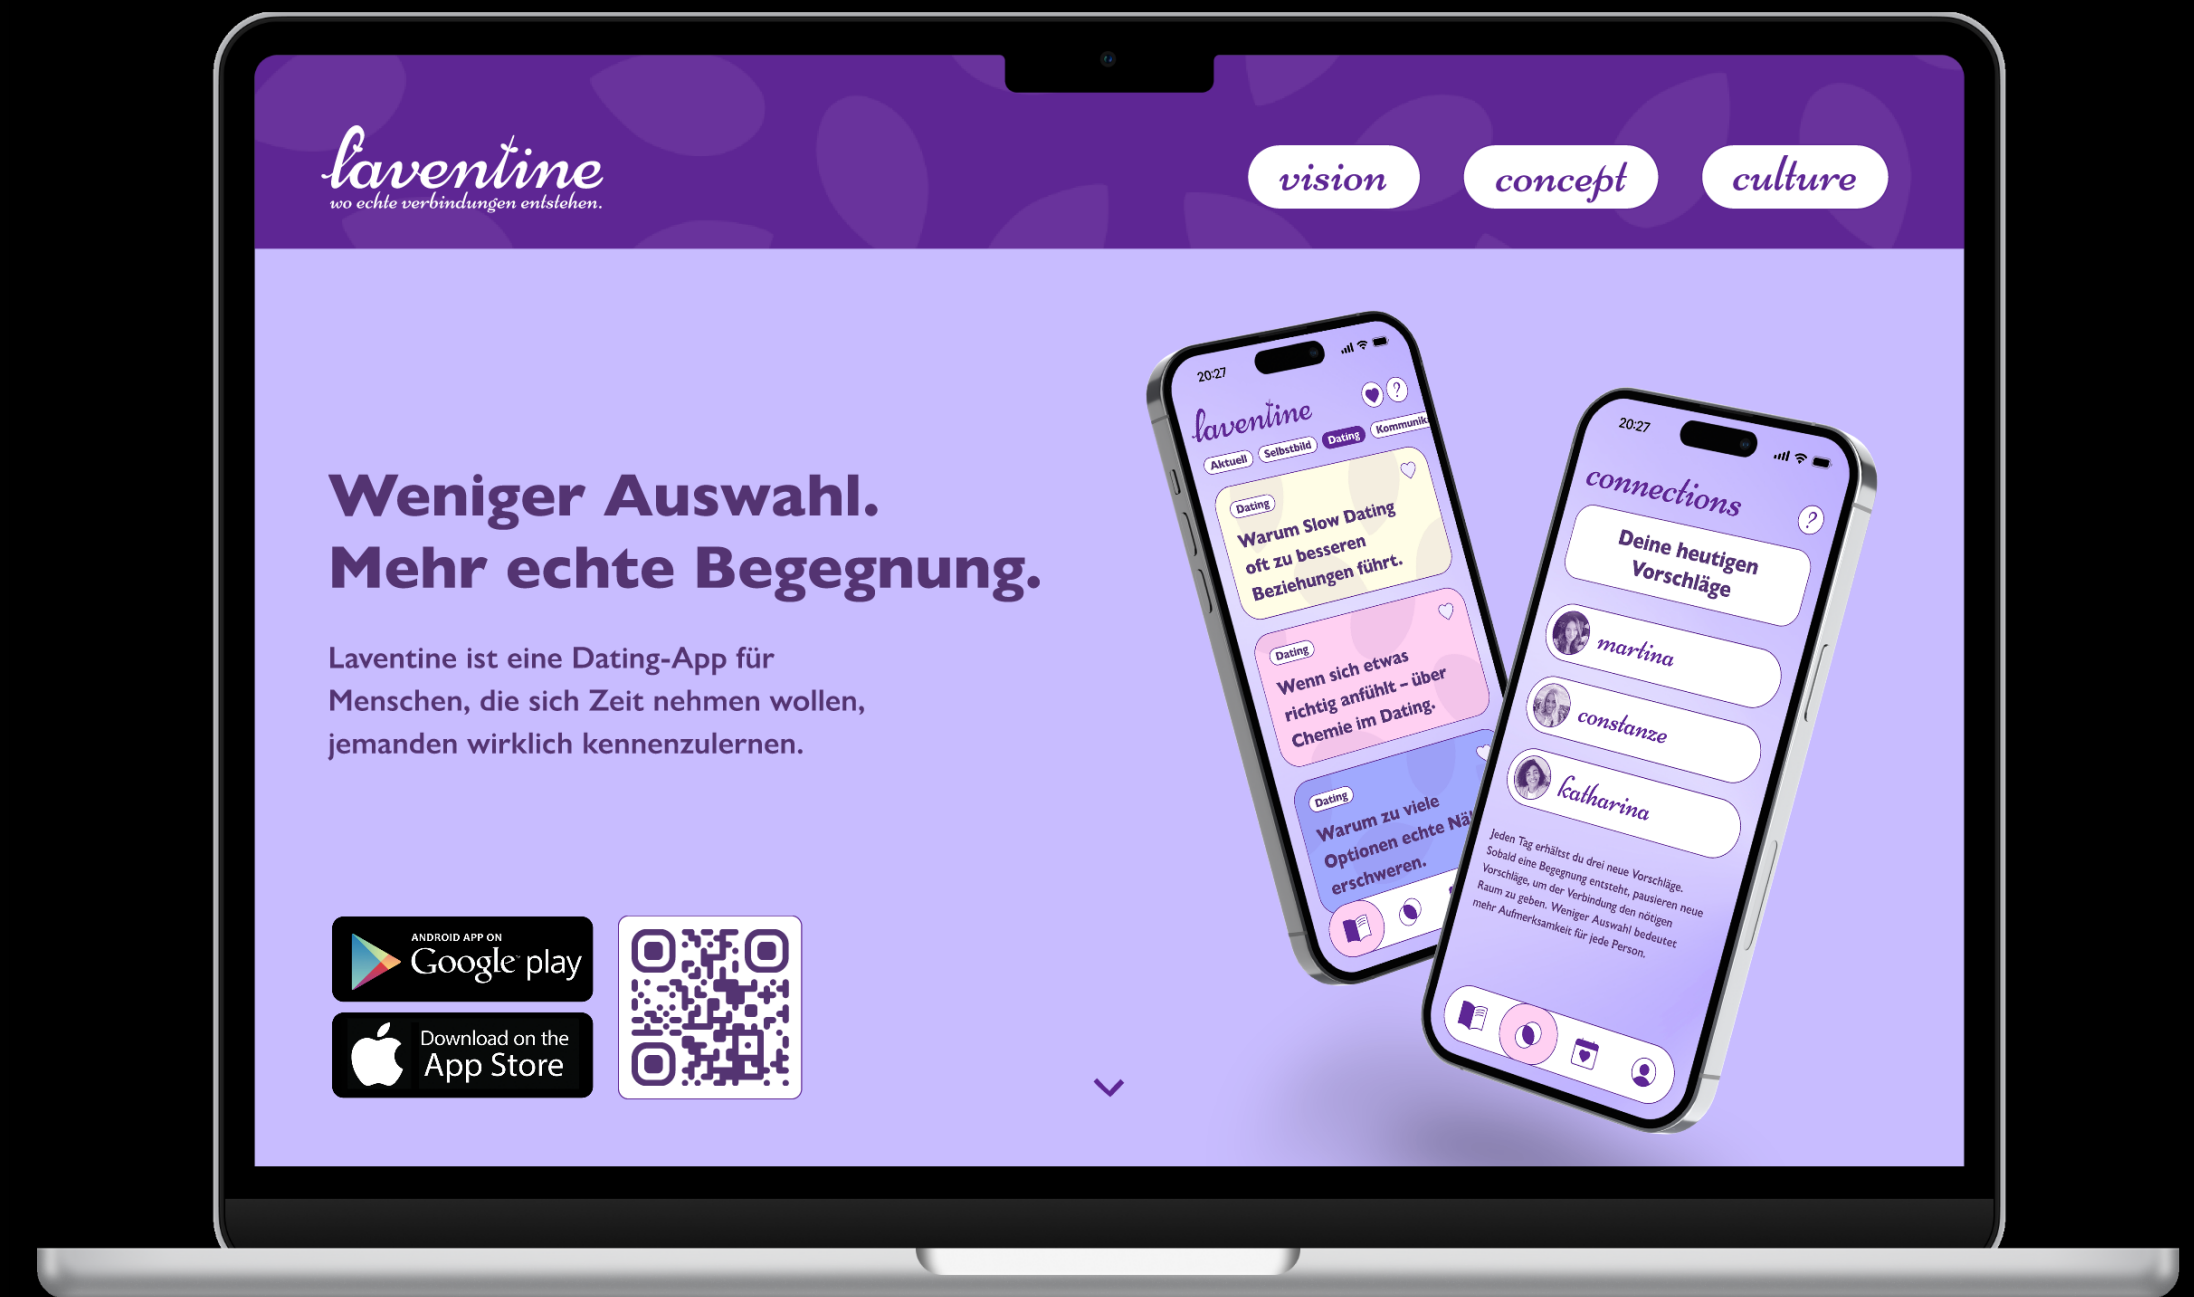 laventine
wo echte verbindungen entstehen.
vision
concept
culture
Weniger Auswahl.
Mehr echte Begegnung.
Laventine ist eine Dating-App für
Menschen, die sich Zeit nehmen wollen,
jemanden wirklich kennenzulernen.
ANDROID APP ON
Google play
Download on the
App Store
20:27
?
laventine
Aktuell Selbstbild Dating Kommunik
Dating
Warum Slow Dating
oft zu besseren
Beziehungen führt.
Dating
Wenn sich etwas
richtig anfühlt – über
Chemie im Dating.
Dating
Warum zu viele
Optionen echte Nä
erschweren.
20:27
connections
?
Deine heutigen
Vorschläge
martina
constanze
katharina
Jeden Tag erhältst du drei neue Vorschläge.
Sobald eine Begegnung entsteht, pausieren neue
Vorschläge, um der Verbindung den nötigen
Raum zu geben. Weniger Auswahl bedeutet
mehr Aufmerksamkeit für jede Person.